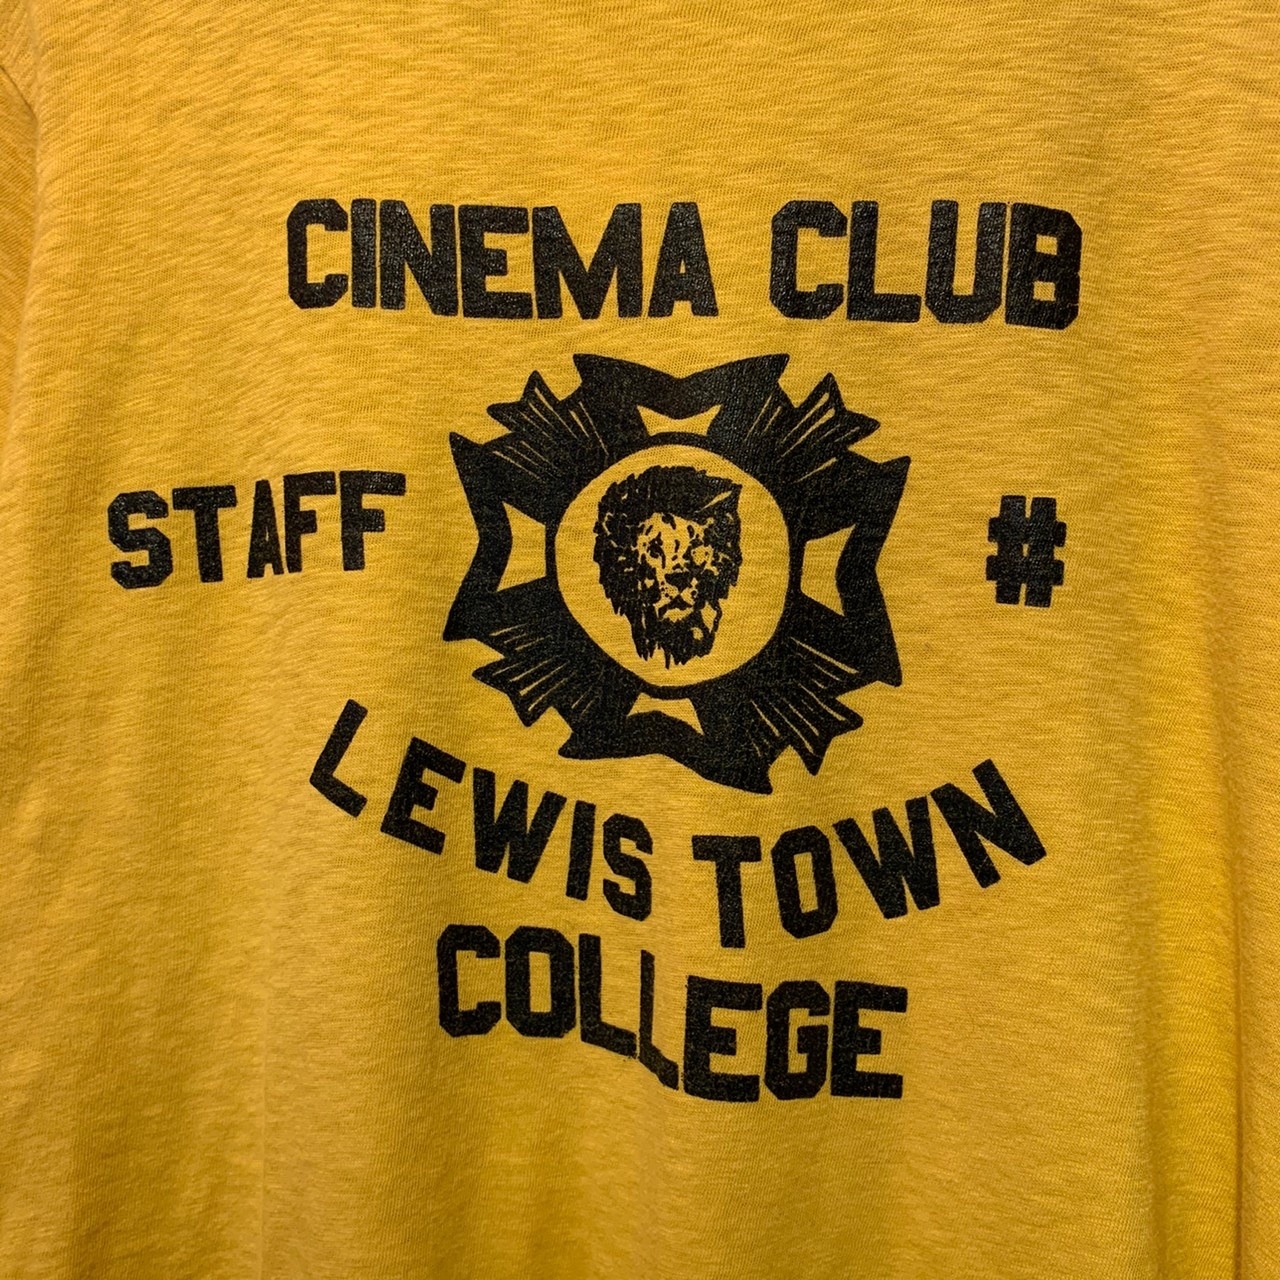 CINEMA CLUB
STAFF #
LEWIS TOWN
COLLEGE